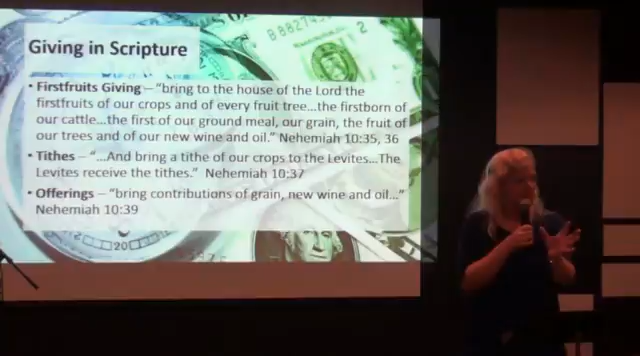 Giving in Scripture
• Firstfruits Giving – "bring to the house of the Lord the
firstfruits of our crops and of every fruit tree...the firstborn of
our cattle...the first of our ground meal, our grain, the fruit of
our trees and of our new wine and oil." Nehemiah 10:35, 36
• Tithes – "...And bring a tithe of our crops to the Levites...The
Levites receive the tithes." Nehemiah 10:37
• Offerings – "bring contributions of grain, new wine and oil..."
Nehemiah 10:39
20